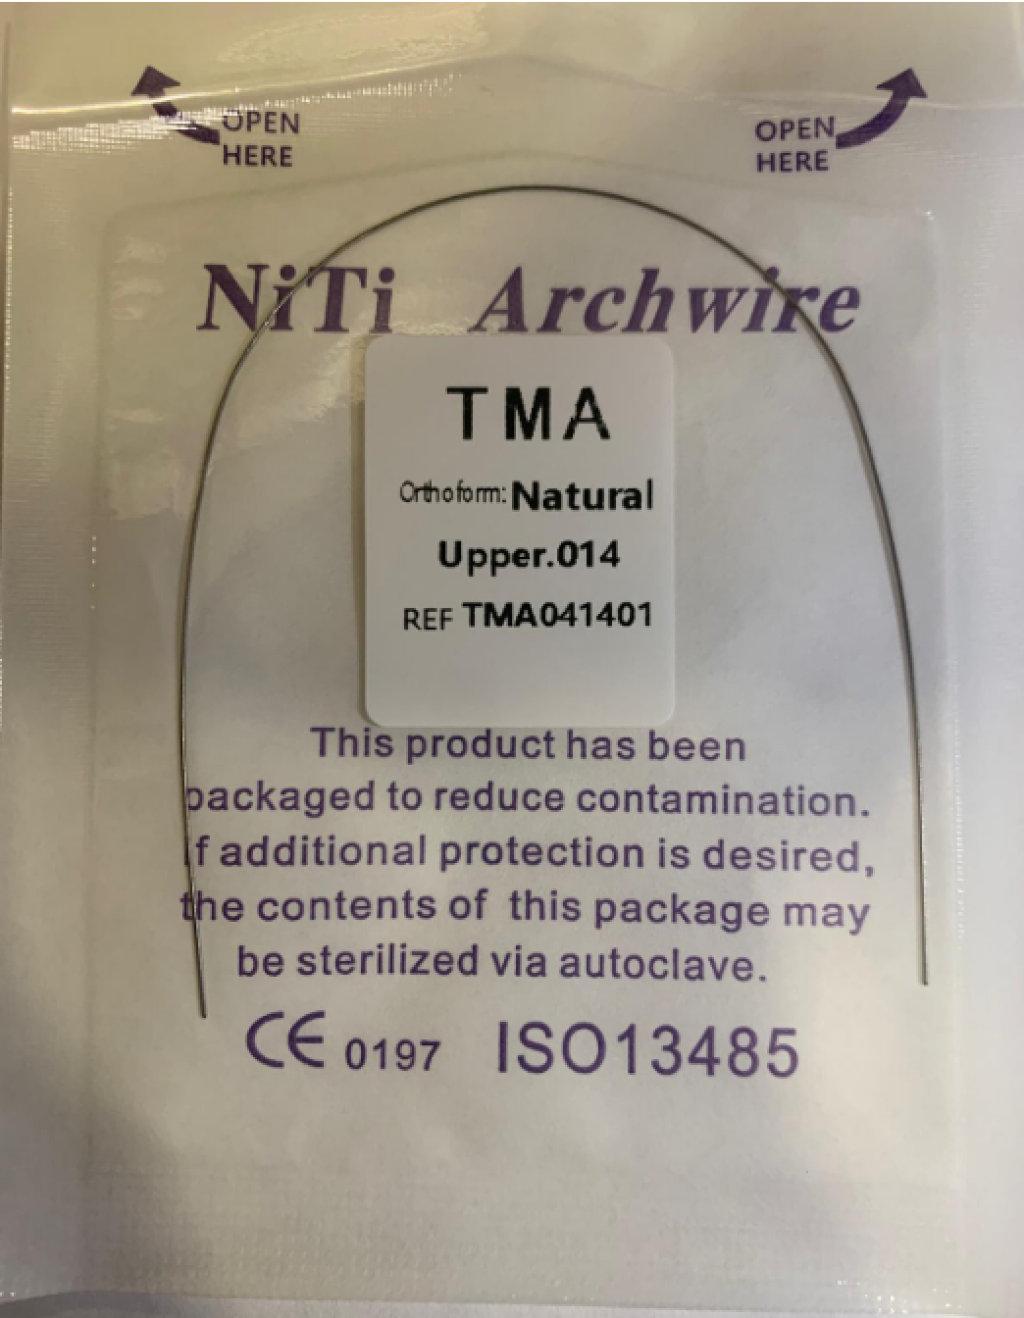 OPEN
HERE
OPEN
HERE
NiTi Archwire
TMA
Orthoform: Natural
Upper.014
REF TMA041401
This product has been
packaged to reduce contamination.
If additional protection is desired,
the contents of this package may
be sterilized via autoclave.
CE 0197 ISO13485